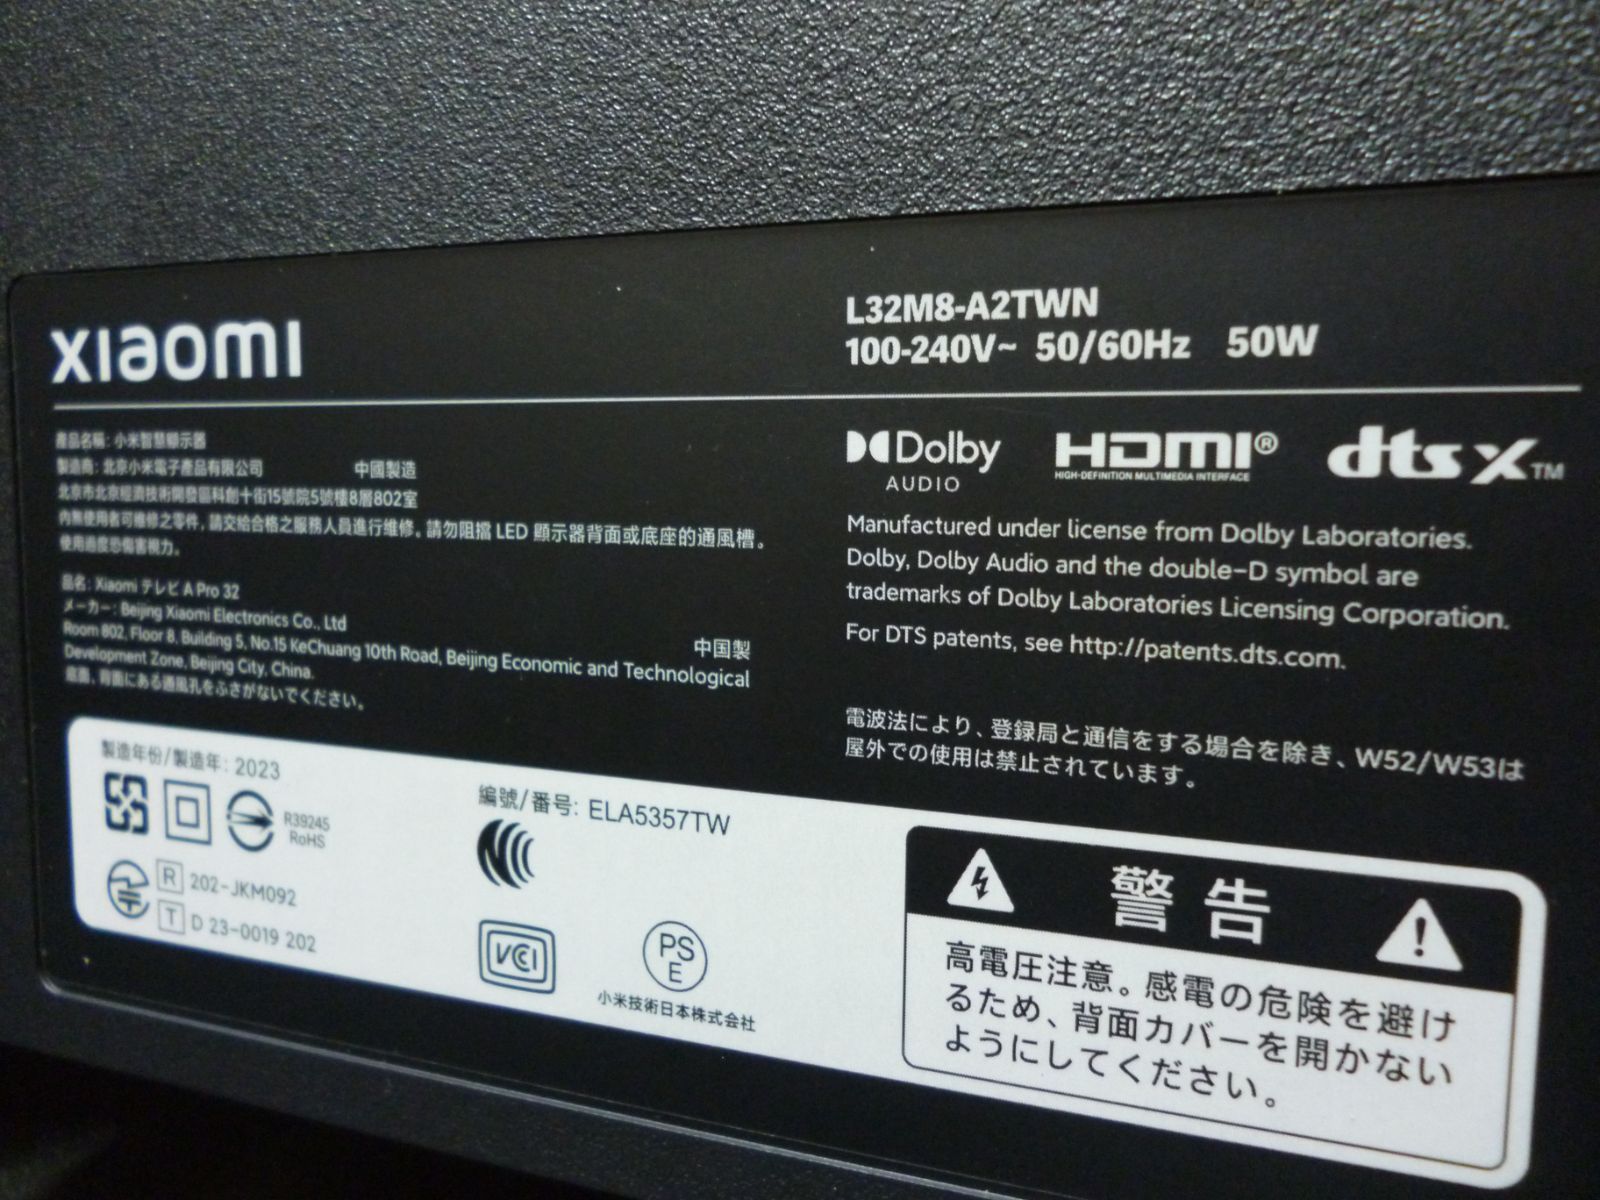 xiaomi
L32M8-A2TWN
100-240V~ 50/60Hz 50W
產品名稱: 小米智慧顯示器
製造商: 北京小米電子產品有限公司 中國製造
北京市北京經濟技術開發區科創十街15號院5號樓8層802室
內無使用者可維修之零件，請交給合格之服務人員進行維修。請勿阻擋 LED 顯示器背面或底座的通風槽。
使用過度恐傷害視力。
品名: Xiaomi テレビ A Pro 32
メーカー: Beijing Xiaomi Electronics Co., Ltd 中国製
Room 802, Floor 8, Building 5, No.15 KeChuang 10th Road, Beijing Economic and Technological
Development Zone, Beijing City, China.
底面、背面にある通風孔をふさがないでください。
Dolby
AUDIO
HDMI®
HIGH-DEFINITION MULTIMEDIA INTERFACE
dts X™
Manufactured under license from Dolby Laboratories.
Dolby, Dolby Audio and the double-D symbol are
trademarks of Dolby Laboratories Licensing Corporation.
For DTS patents, see http://patents.dts.com.
電波法により、登録局と通信をする場合を除き、W52/W53は
屋外での使用は禁止されています。
製造年份/製造年: 2023
R39245
RoHS
R 202-JKM092
T D 23-0019 202
編號/番号: ELA5357TW
VCCI
PS
E
小米技術日本株式会社
警告
高電圧注意。感電の危険を避け
るため、背面カバーを開かない
ようにしてください。